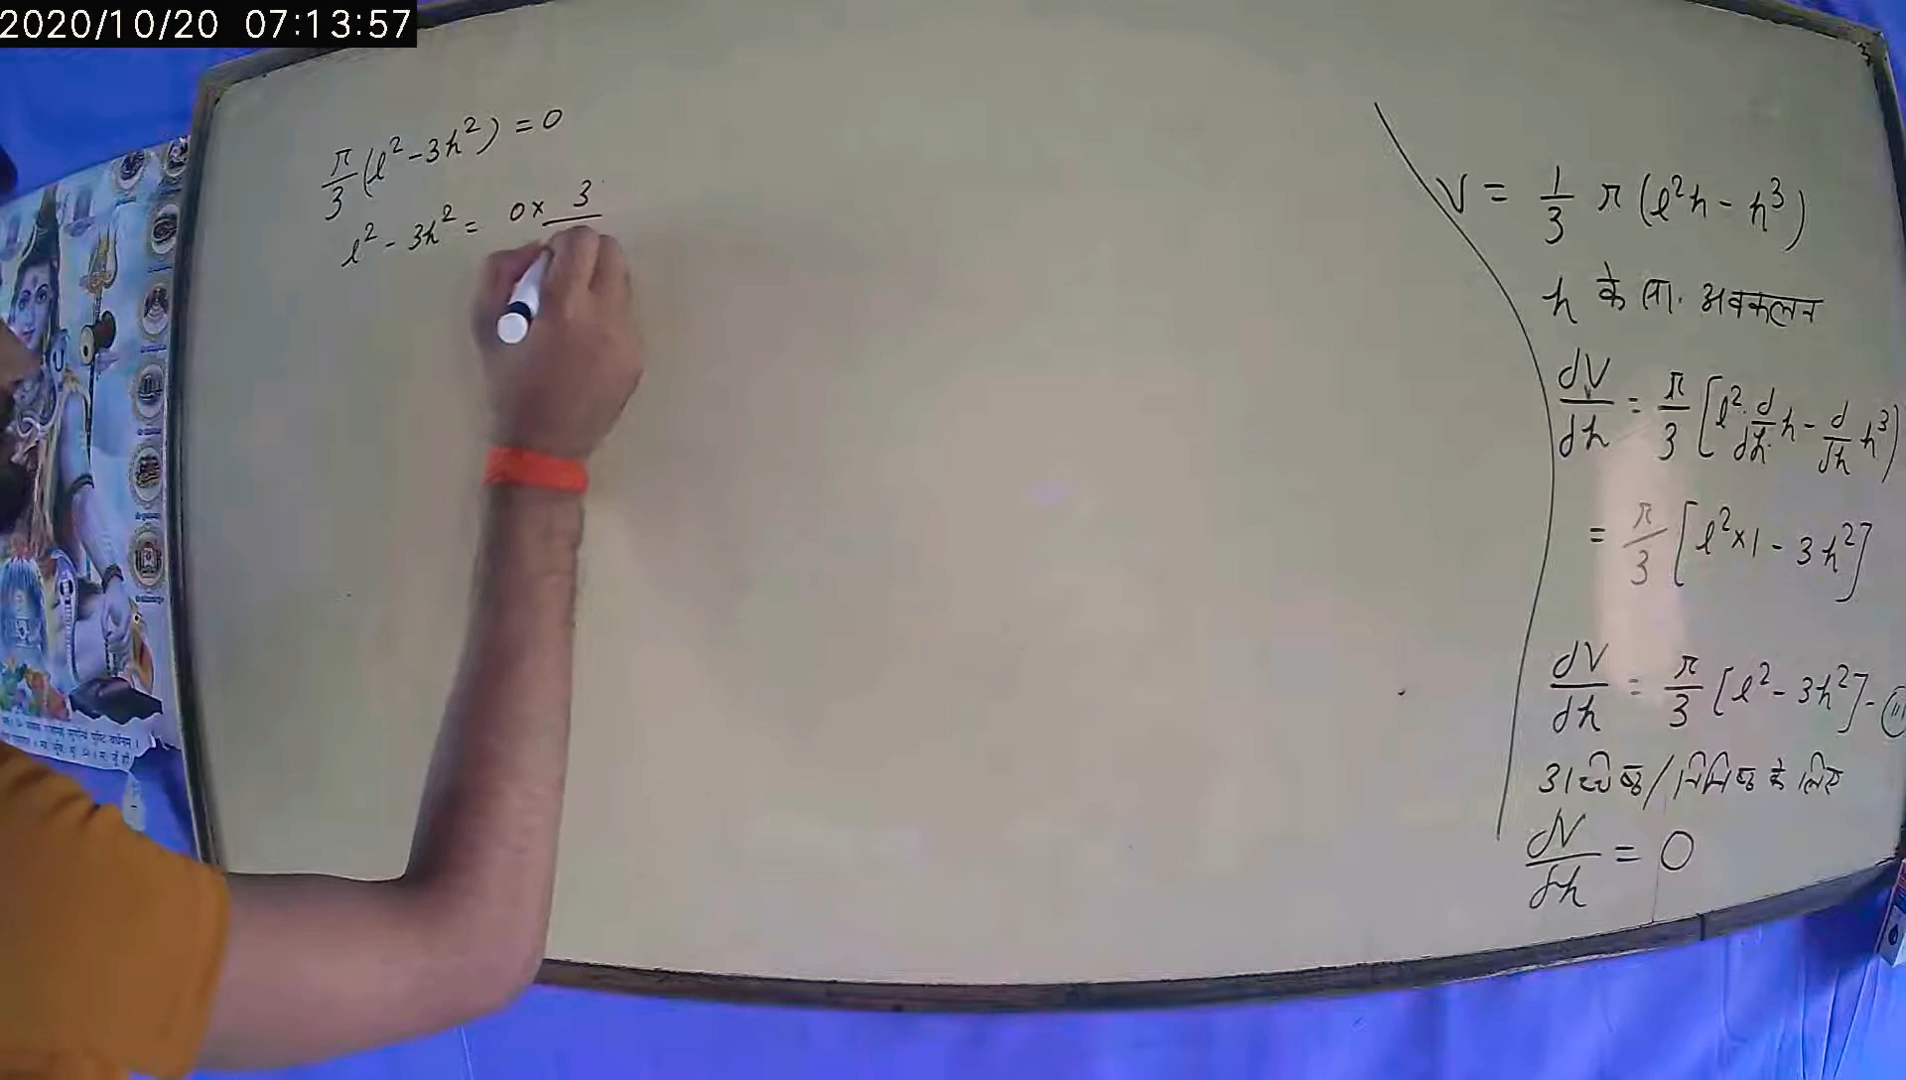 2020/10/20 07:13:57
π/3 (l² - 3h²) = 0
l² - 3h² = 0 × 3
V = 1/3 π (l²h - h³)
h के सा. अवकलन
dV/dh = π/3 [l². d/dh h - d/dh h³)
= π/3 [l² × 1 - 3h²]
dV/dh = π/3 [l² - 3h²] - (iii)
उच्चिष्ठ / निम्निष्ठ के लिए
dV/dh = 0